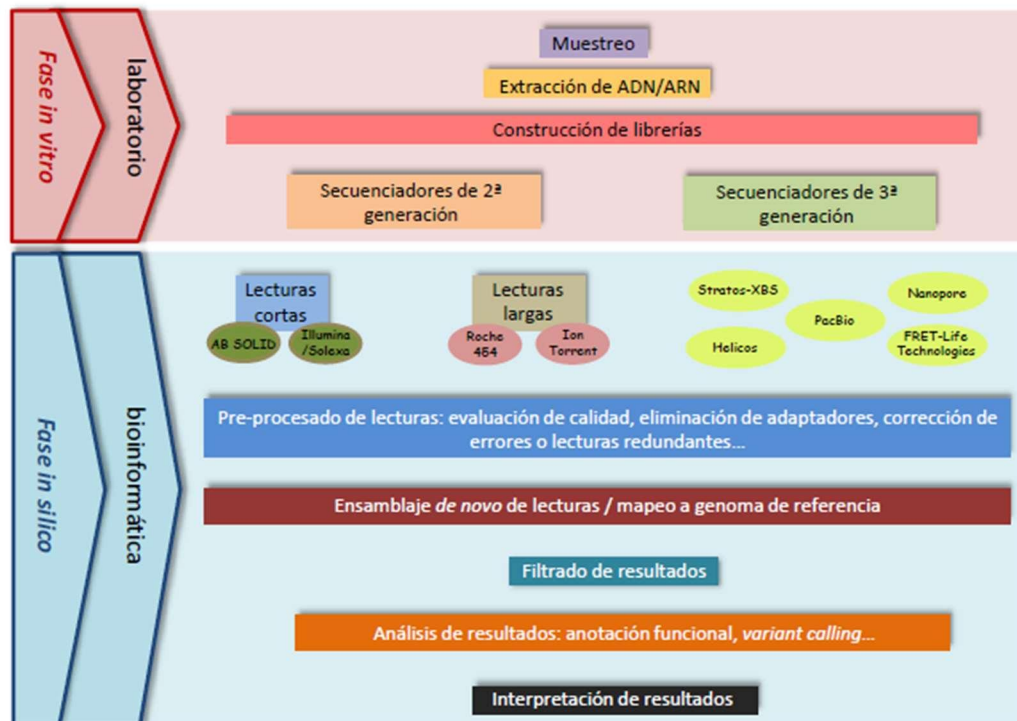 Fase in vitro
laboratorio
Muestreo
Extracción de ADN/ARN
Construcción de librerías
Secuenciadores de 2ª
generación
Secuenciadores de 3ª
generación
Fase in silico
bioinformática
Lecturas
cortas
AB SOLID
Illumina
/Solexa
Lecturas
largas
Roche
454
Ion
Torrent
Stratos-XBS
Nanopore
PacBio
Helicos
FRET-Life
Technologies
Pre-procesado de lecturas: evaluación de calidad, eliminación de adaptadores, corrección de
errores o lecturas redundantes...
Ensamblaje de novo de lecturas / mapeo a genoma de referencia
Filtrado de resultados
Análisis de resultados: anotación funcional, variant calling...
Interpretación de resultados